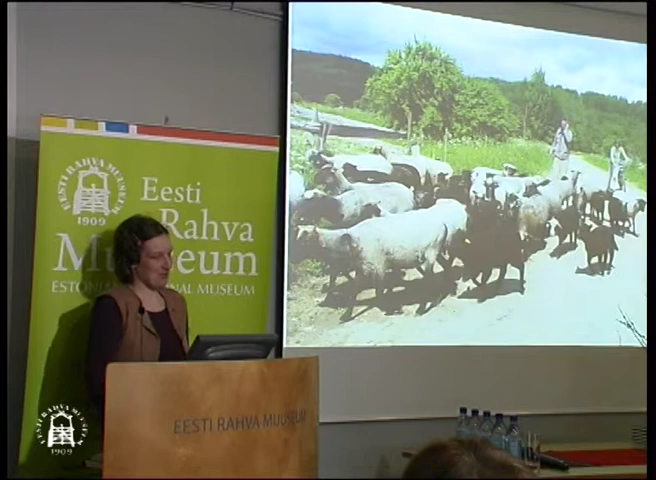 EESTI RAHVA MUUSEUM
1909
Eesti
Rahva
Muuseum
ESTONIAN NATIONAL MUSEUM
EESTI RAHVA MUUSEUM
EESTI RAHVA MUUSEUM
1909